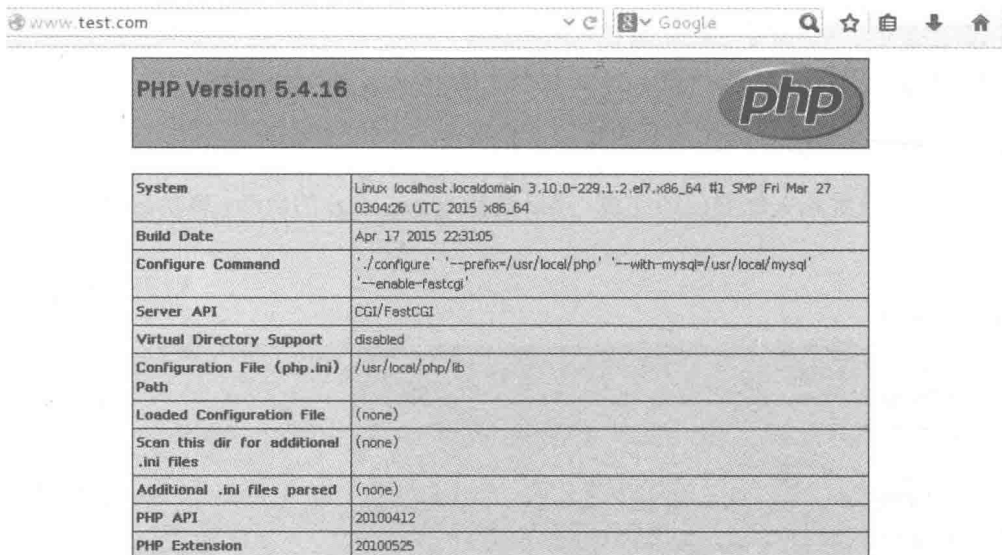 www.test.com Google
PHP Version 5.4.16 php
System Linux localhost.localdomain 3.10.0-229.1.2.el7.x86_64 #1 SMP Fri Mar 27
03:04:26 UTC 2015 x86_64
Build Date Apr 17 2015 22:31:05
Configure Command './configure' '--prefix=/usr/local/php' '--with-mysql=/usr/local/mysql'
'--enable-fastcgi'
Server API CGI/FastCGI
Virtual Directory Support disabled
Configuration File (php.ini) /usr/local/php/lib
Path
Loaded Configuration File (none)
Scan this dir for additional (none)
.ini files
Additional .ini files parsed (none)
PHP API 20100412
PHP Extension 20100525